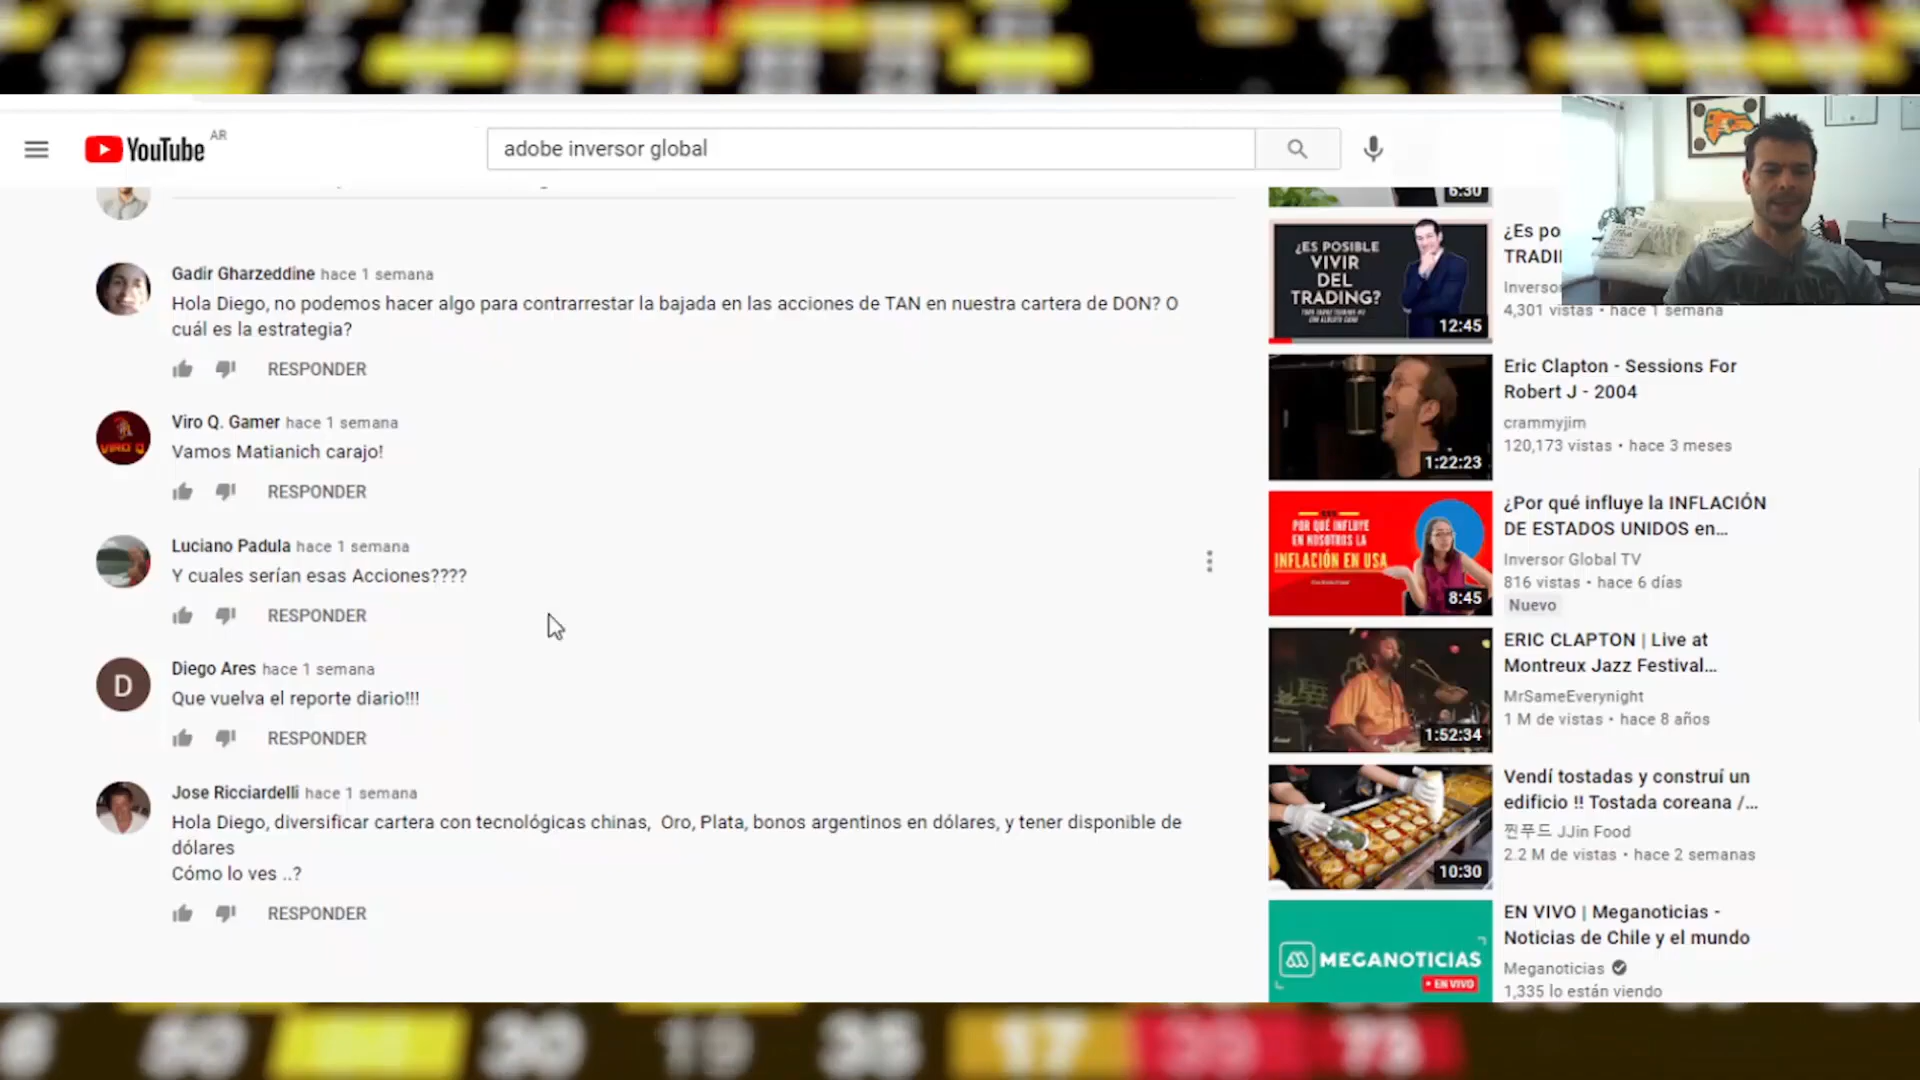 YouTube AR
adobe inversor global
Gadir Gharzeddine hace 1 semana
Hola Diego, no podemos hacer algo para contrarrestar la bajada en las acciones de TAN en nuestra cartera de DON? O
cuál es la estrategia?
RESPONDER
Viro Q. Gamer hace 1 semana
Vamos Matianich carajo!
RESPONDER
Luciano Padula hace 1 semana
Y cuales serían esas Acciones????
RESPONDER
D
Diego Ares hace 1 semana
Que vuelva el reporte diario!!!
RESPONDER
Jose Ricciardelli hace 1 semana
Hola Diego, diversificar cartera con tecnológicas chinas, Oro, Plata, bonos argentinos en dólares, y tener disponible de
dólares
Cómo lo ves ..?
RESPONDER
6:30
¿ES POSIBLE
VIVIR
DEL
TRADING?
12:45
¿Es po
TRADI
Inverso
4,301 vistas • hace 1 semana
1:22:23
Eric Clapton - Sessions For
Robert J - 2004
crammyjim
120,173 vistas • hace 3 meses
POR QUÉ INFLUYE
EN NOSOTROS LA
INFLACIÓN EN USA
8:45
¿Por qué influye la INFLACIÓN
DE ESTADOS UNIDOS en...
Inversor Global TV
816 vistas • hace 6 días
Nuevo
1:52:34
ERIC CLAPTON | Live at
Montreux Jazz Festival...
MrSameEverynight
1 M de vistas • hace 8 años
10:30
Vendí tostadas y construí un
edificio !! Tostada coreana /...
찐푸드 JJin Food
2.2 M de vistas • hace 2 semanas
MEGANOTICIAS
• EN VIVO
EN VIVO | Meganoticias -
Noticias de Chile y el mundo
Meganoticias
1,335 lo están viendo
30
19
35
17